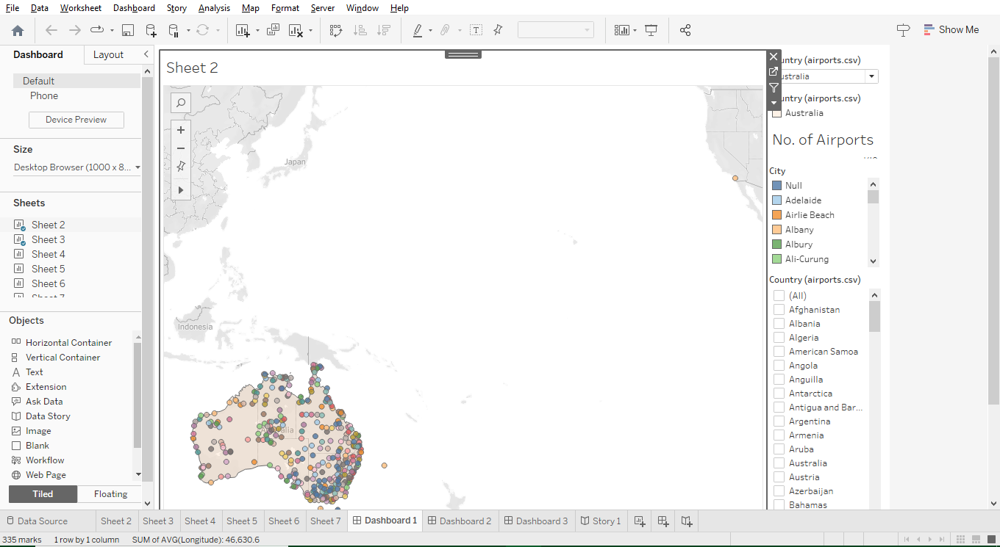 File Data Worksheet Dashboard Story Analysis Map Format Server Window Help
Show Me
Dashboard Layout
Default
Phone
Device Preview
Size
Desktop Browser (1000 x 8...
Sheets
Sheet 2
Sheet 3
Sheet 4
Sheet 5
Sheet 6
Objects
Horizontal Container
Vertical Container
Text
Extension
Ask Data
Data Story
Image
Blank
Workflow
Web Page
Tiled Floating
Sheet 2
Japan
Indonesia
untry (airports.csv)
ustralia
untry (airports.csv)
Australia
No. of Airports
City
Null
Adelaide
Airlie Beach
Albany
Albury
Ali-Curung
Country (airports.csv)
(All)
Afghanistan
Albania
Algeria
American Samoa
Angola
Anguilla
Antarctica
Antigua and Bar...
Argentina
Armenia
Aruba
Australia
Austria
Azerbaijan
Bahamas
Data Source Sheet 2 Sheet 3 Sheet 4 Sheet 5 Sheet 6 Sheet 7 Dashboard 1 Dashboard 2 Dashboard 3 Story 1
335 marks 1 row by 1 column SUM of AVG(Longitude): 46,630.6